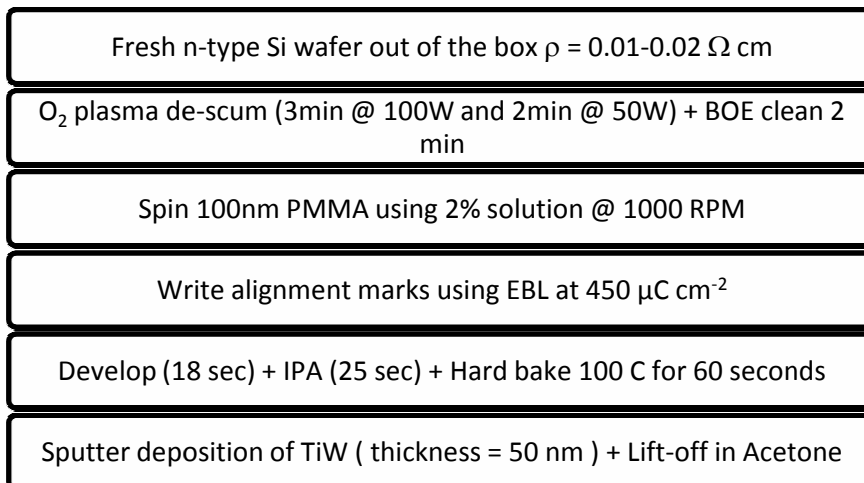 Fresh n-type Si wafer out of the box ρ = 0.01-0.02 Ω cm
O₂ plasma de-scum (3min @ 100W and 2min @ 50W) + BOE clean 2
min
Spin 100nm PMMA using 2% solution @ 1000 RPM
Write alignment marks using EBL at 450 μC cm⁻²
Develop (18 sec) + IPA (25 sec) + Hard bake 100 C for 60 seconds
Sputter deposition of TiW ( thickness = 50 nm ) + Lift-off in Acetone